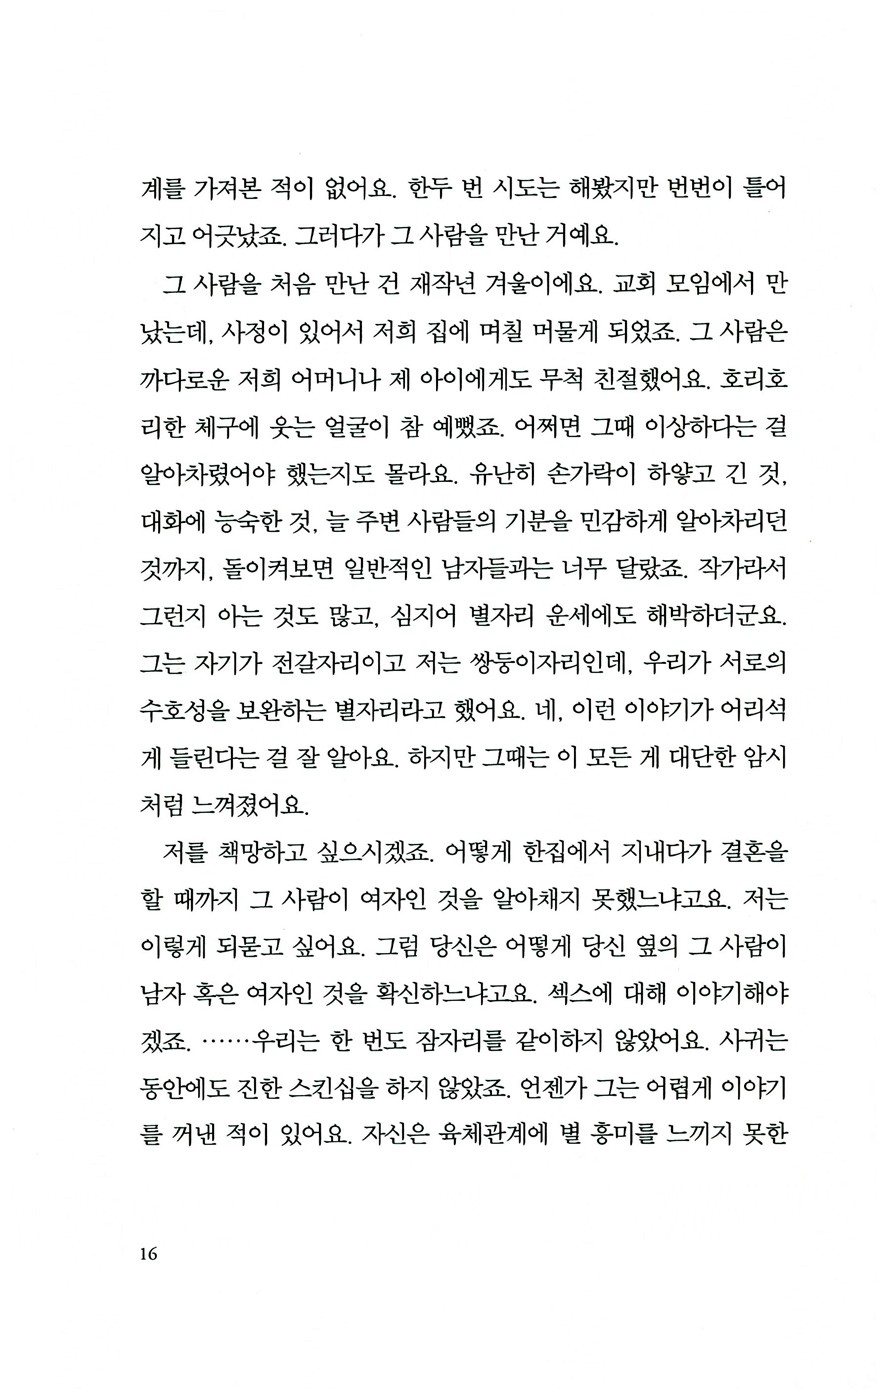 계를 가져본 적이 없어요. 한두 번 시도는 해봤지만 번번이 틀어
지고 어긋났죠. 그러다가 그 사람을 만난 거예요.
그 사람을 처음 만난 건 재작년 겨울이에요. 교회 모임에서 만
났는데, 사정이 있어서 저희 집에 며칠 머물게 되었죠. 그 사람은
까다로운 저희 어머니나 제 아이에게도 무척 친절했어요. 호리호
리한 체구에 웃는 얼굴이 참 예뻤죠. 어쩌면 그때 이상하다는 걸
알아차렸어야 했는지도 몰라요. 유난히 손가락이 하얗고 긴 것,
대화에 능숙한 것, 늘 주변 사람들의 기분을 민감하게 알아차리던
것까지, 돌이켜보면 일반적인 남자들과는 너무 달랐죠. 작가라서
그런지 아는 것도 많고, 심지어 별자리 운세에도 해박하더군요.
그는 자기가 전갈자리이고 저는 쌍둥이자리인데, 우리가 서로의
수호성을 보완하는 별자리라고 했어요. 네, 이런 이야기가 어리석
게 들린다는 걸 잘 알아요. 하지만 그때는 이 모든 게 대단한 암시
처럼 느껴졌어요.
저를 책망하고 싶으시겠죠. 어떻게 한집에서 지내다가 결혼을
할 때까지 그 사람이 여자인 것을 알아채지 못했느냐고요. 저는
이렇게 되묻고 싶어요. 그럼 당신은 어떻게 당신 옆의 그 사람이
남자 혹은 여자인 것을 확신하느냐고요. 섹스에 대해 이야기해야
겠죠. ……우리는 한 번도 잠자리를 같이하지 않았어요. 사귀는
동안에도 진한 스킨십을 하지 않았죠. 언젠가 그는 어렵게 이야기
를 꺼낸 적이 있어요. 자신은 육체관계에 별 흥미를 느끼지 못한
16